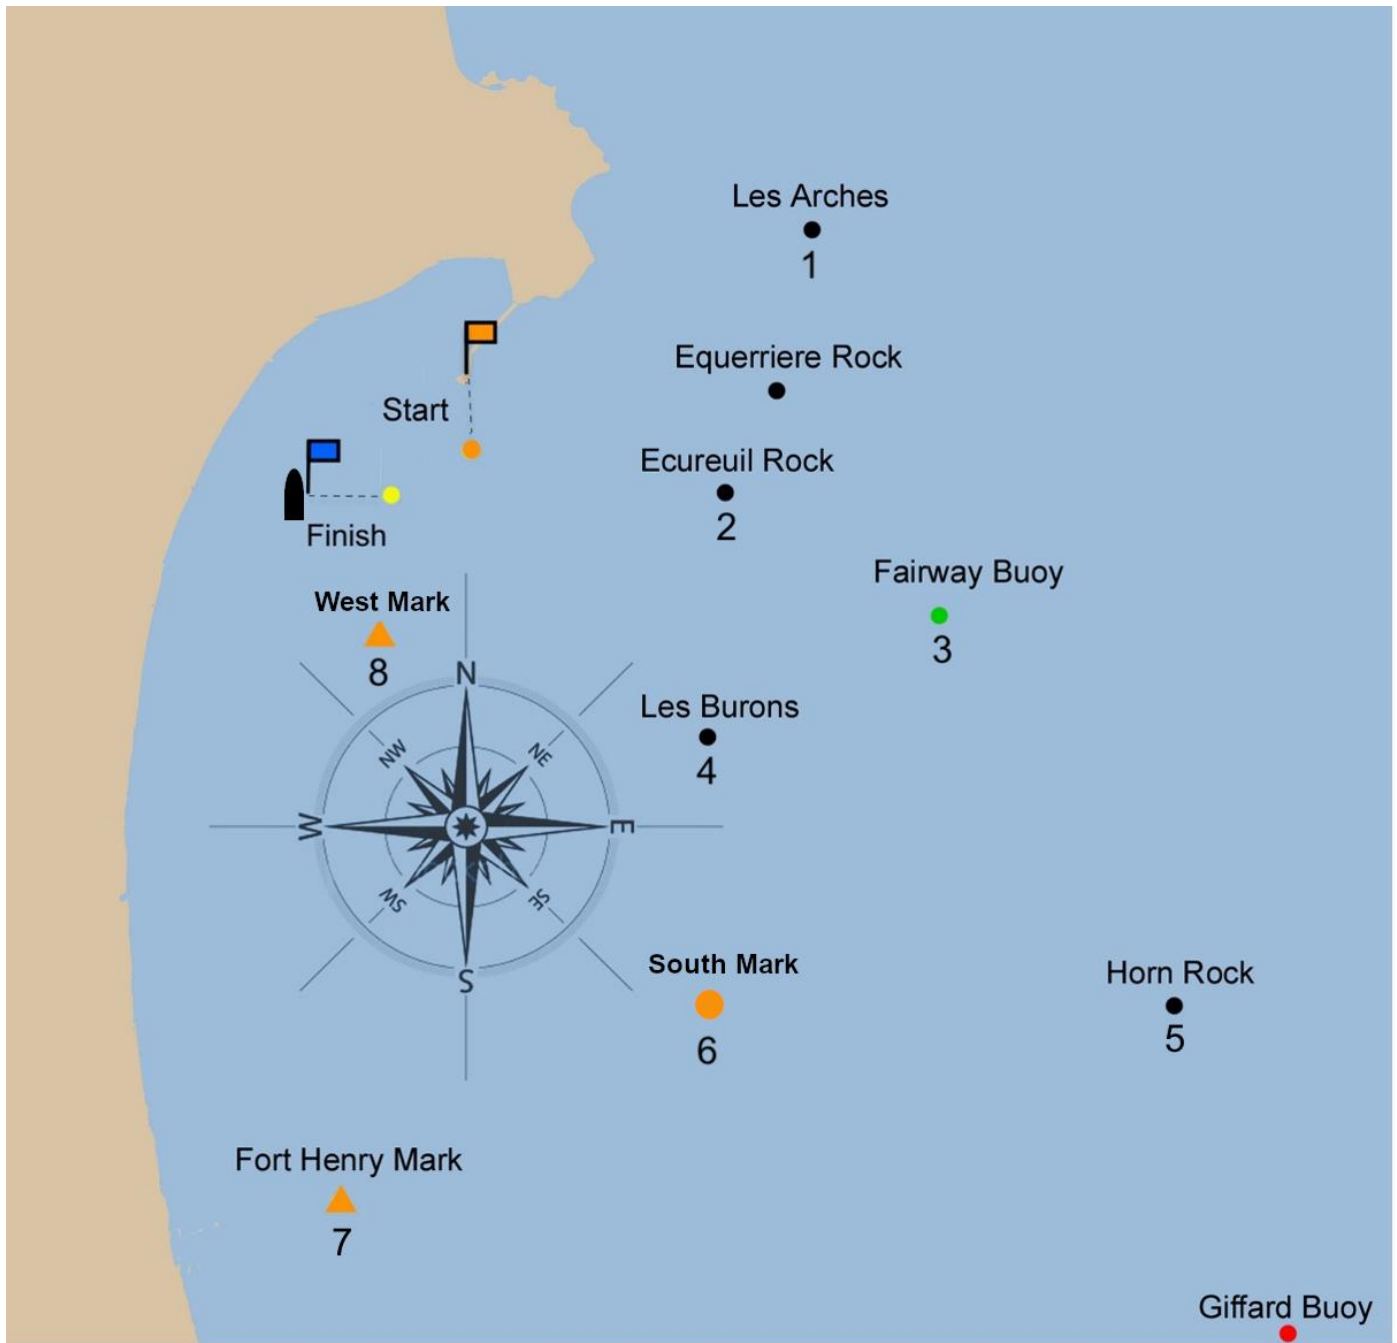 Les Arches
1
Equerriere Rock
Start
Ecureuil Rock
2
Finish
Fairway Buoy
3
West Mark
8
N
Les Burons
4
NW
NE
W
E
SW
SE
South Mark
S
6
Horn Rock
5
Fort Henry Mark
7
Giffard Buoy